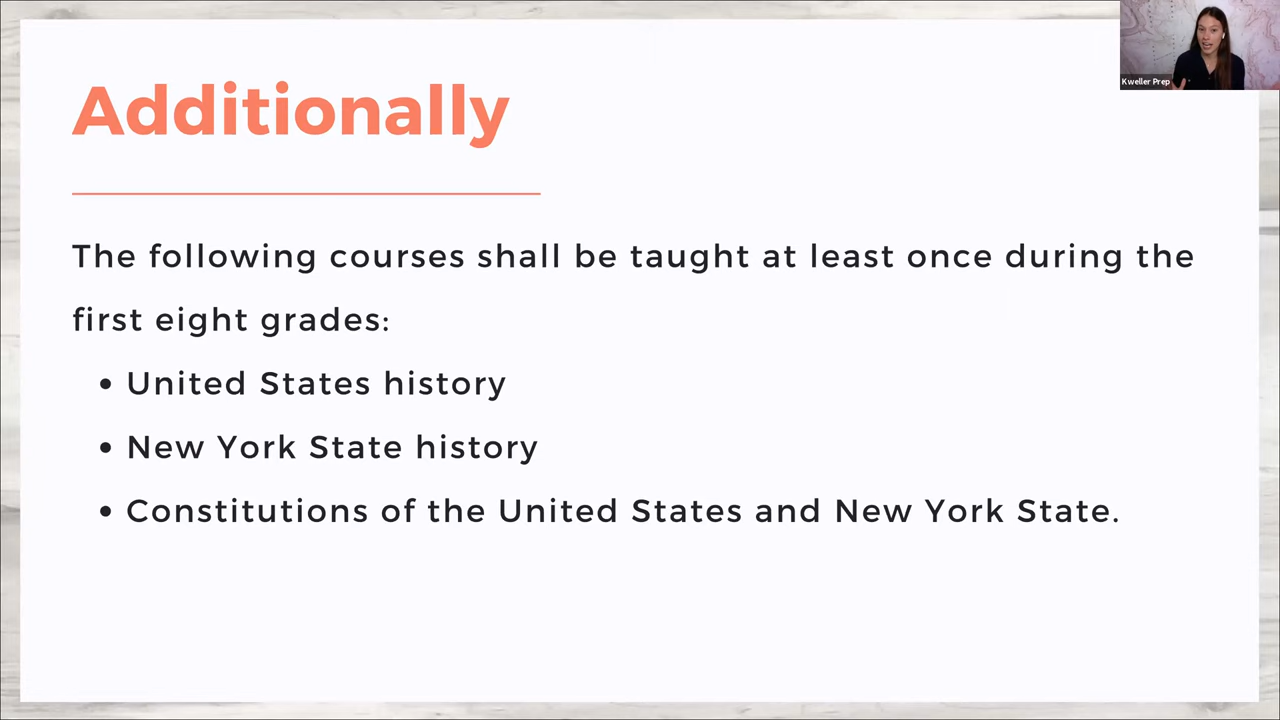 Additionally
The following courses shall be taught at least once during the
first eight grades:
• United States history
• New York State history
• Constitutions of the United States and New York State.
Kweller Prep